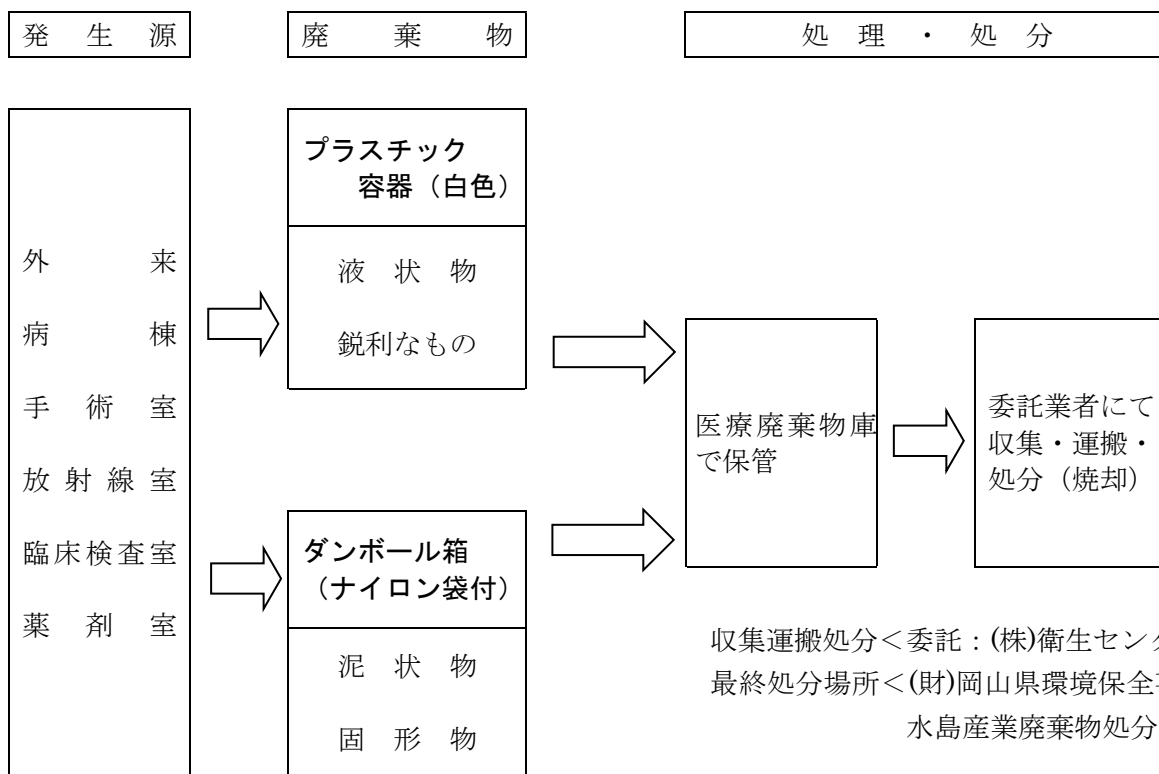 発生源
廃棄物
処理・処分
外来
病棟
手術室
放射線室
臨床検査室
薬剤室
プラスチック
容器（白色）
液状物
鋭利なもの
ダンボール箱
（ナイロン袋付）
泥状物
固形物
医療廃棄物庫
で保管
委託業者にて
収集・運搬・
処分（焼却）
収集運搬処分＜委託：(株)衛生センタ
最終処分場所＜(財)岡山県環境保全
水島産業廃棄物処分